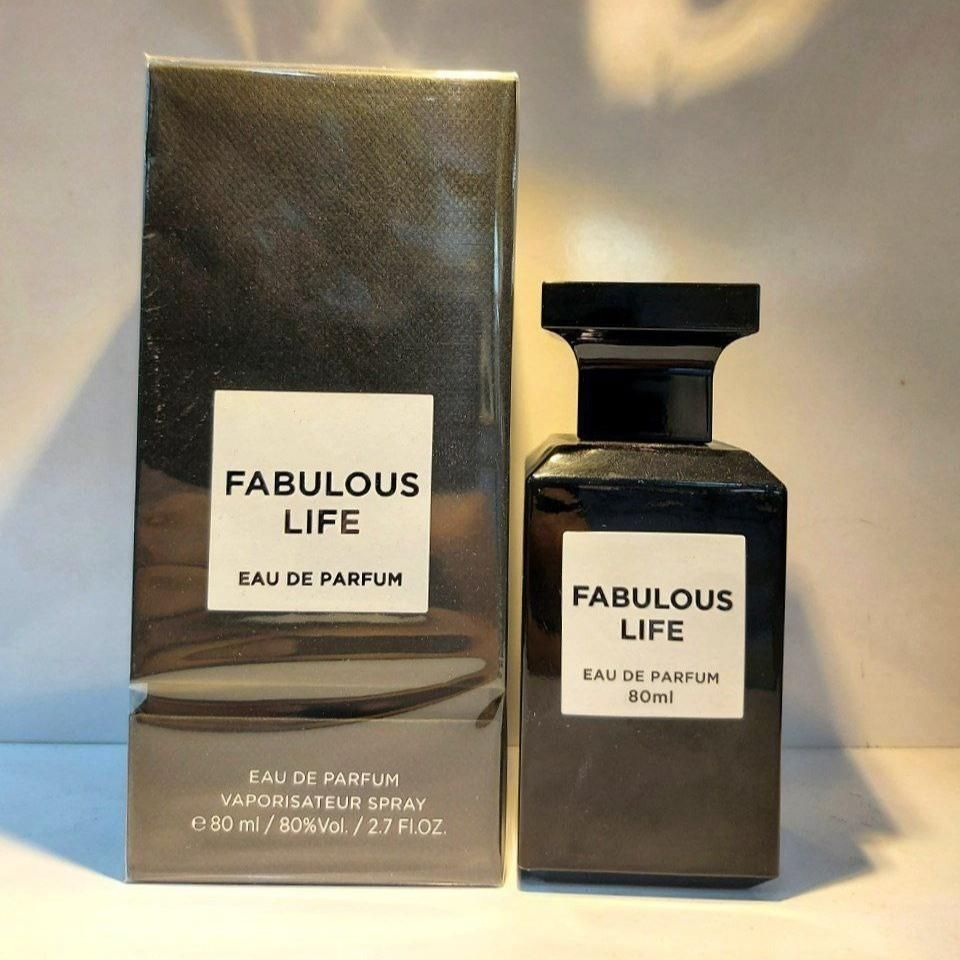 FABULOUS
LIFE
EAU DE PARFUM
EAU DE PARFUM
VAPORISATEUR SPRAY
℮ 80 ml / 80%Vol. / 2.7 Fl.OZ.
FABULOUS
LIFE
EAU DE PARFUM
80ml